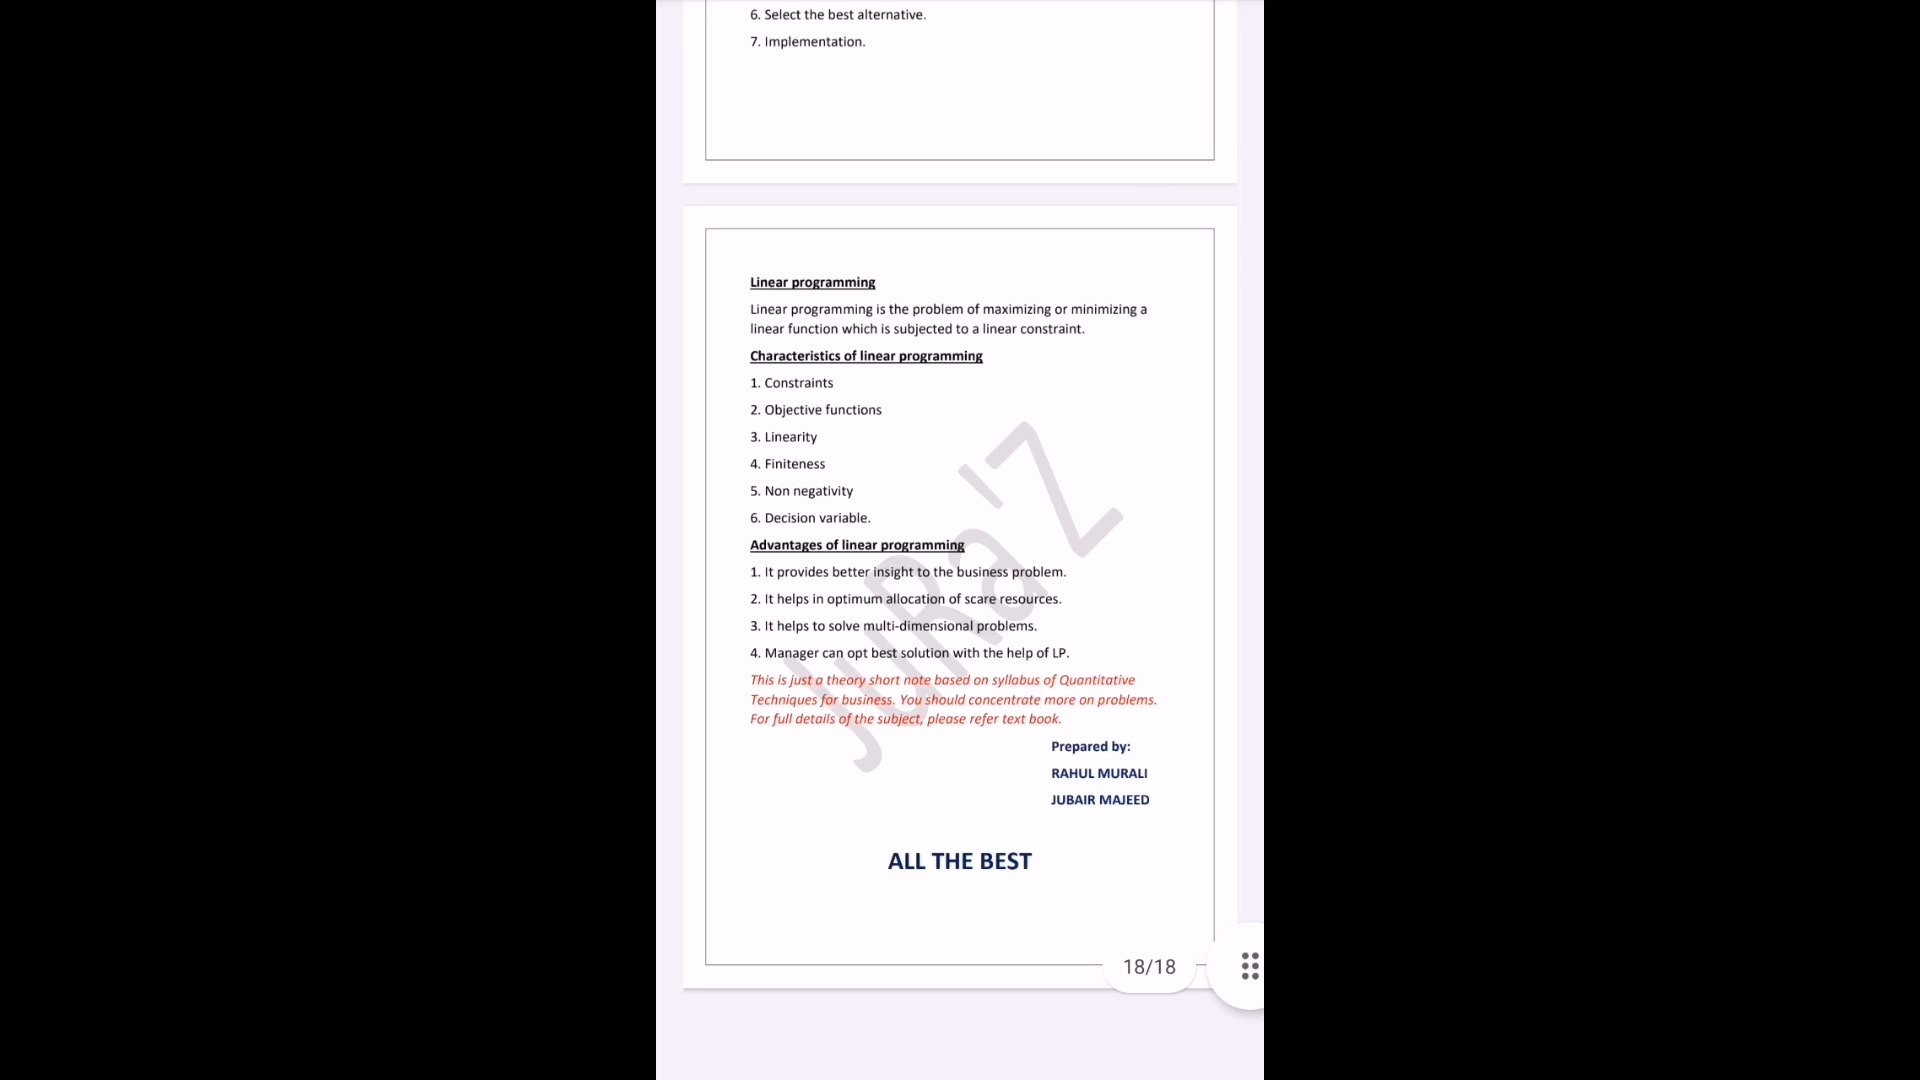 6. Select the best alternative.
7. Implementation.
Linear programming
Linear programming is the problem of maximizing or minimizing a
linear function which is subjected to a linear constraint.
Characteristics of linear programming
1. Constraints
2. Objective functions
3. Linearity
4. Finiteness
5. Non negativity
6. Decision variable.
Advantages of linear programming
1. It provides better insight to the business problem.
2. It helps in optimum allocation of scare resources.
3. It helps to solve multi-dimensional problems.
4. Manager can opt best solution with the help of LP.
This is just a theory short note based on syllabus of Quantitative
Techniques for business. You should concentrate more on problems.
For full details of the subject, please refer text book.
JuRa'Z
Prepared by:
RAHUL MURALI
JUBAIR MAJEED
ALL THE BEST
18/18